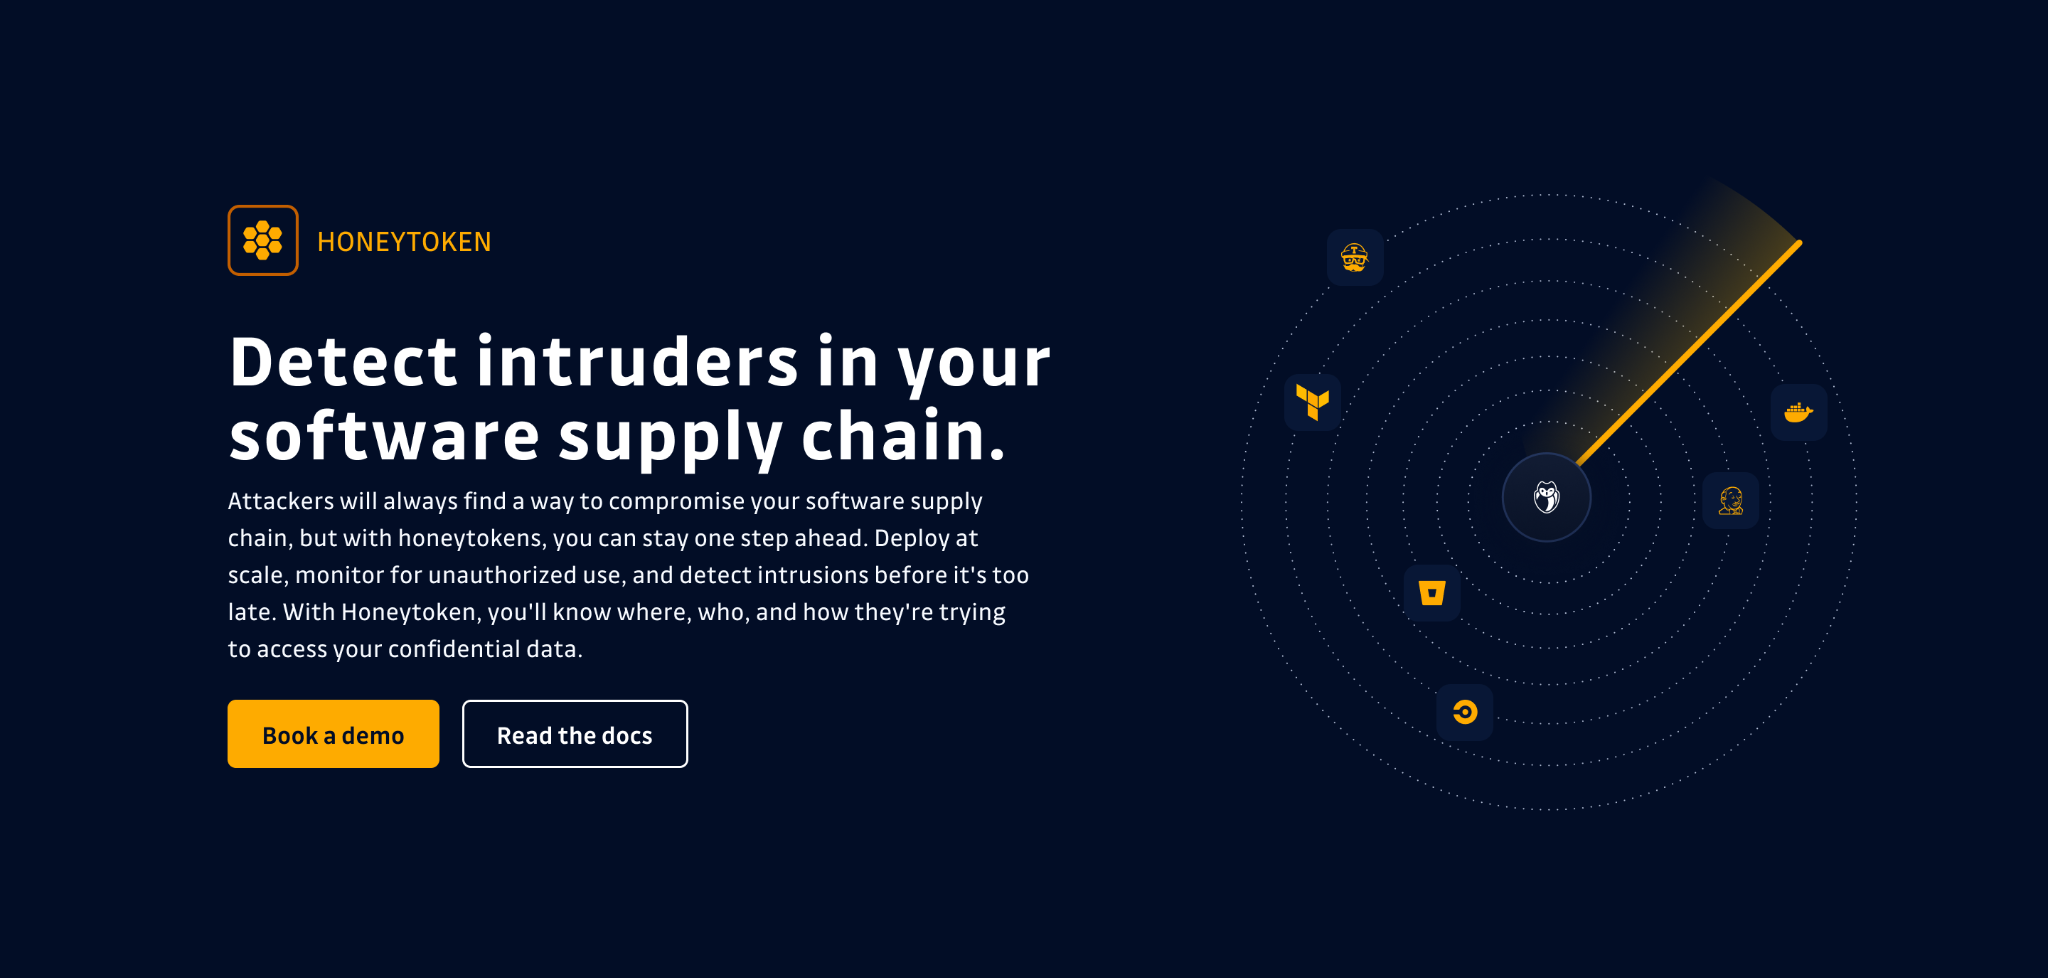 HONEYTOKEN
Detect intruders in your
software supply chain.
Attackers will always find a way to compromise your software supply
chain, but with honeytokens, you can stay one step ahead. Deploy at
scale, monitor for unauthorized use, and detect intrusions before it's too
late. With Honeytoken, you'll know where, who, and how they're trying
to access your confidential data.
Book a demo
Read the docs